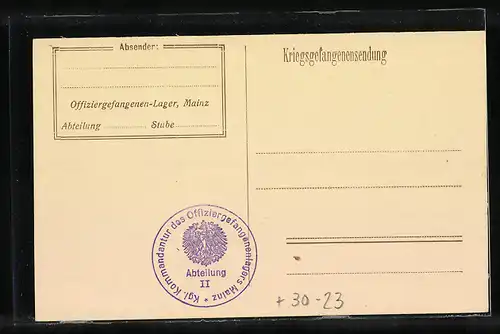 Absender:
Kriegsgefangenensendung
Offiziergefangenen-Lager, Mainz
Abteilung Stube
Kgl. Kommandantur des Offiziergefangenenlagers Mainz *
Abteilung
II
+ 30-23